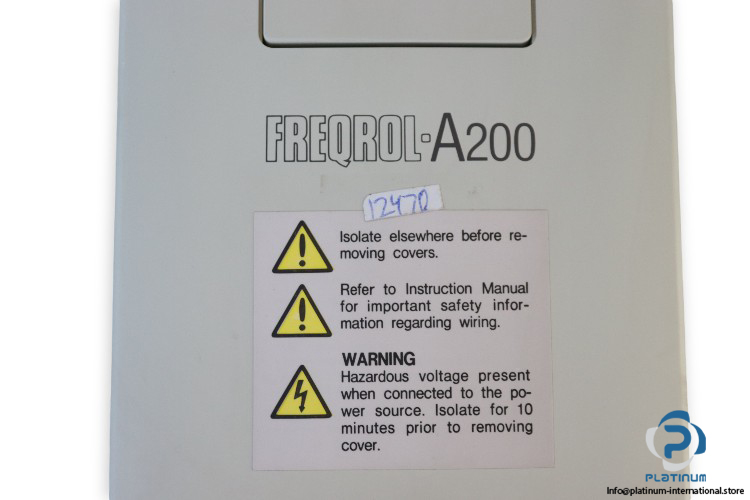 FREQROL-A200
12470
Isolate elsewhere before re-
moving covers.
Refer to Instruction Manual
for important safety infor-
mation regarding wiring.
WARNING
Hazardous voltage present
when connected to the po-
wer source. Isolate for 10
minutes prior to removing
cover.
PLATINUM
Info@platinum-international.store